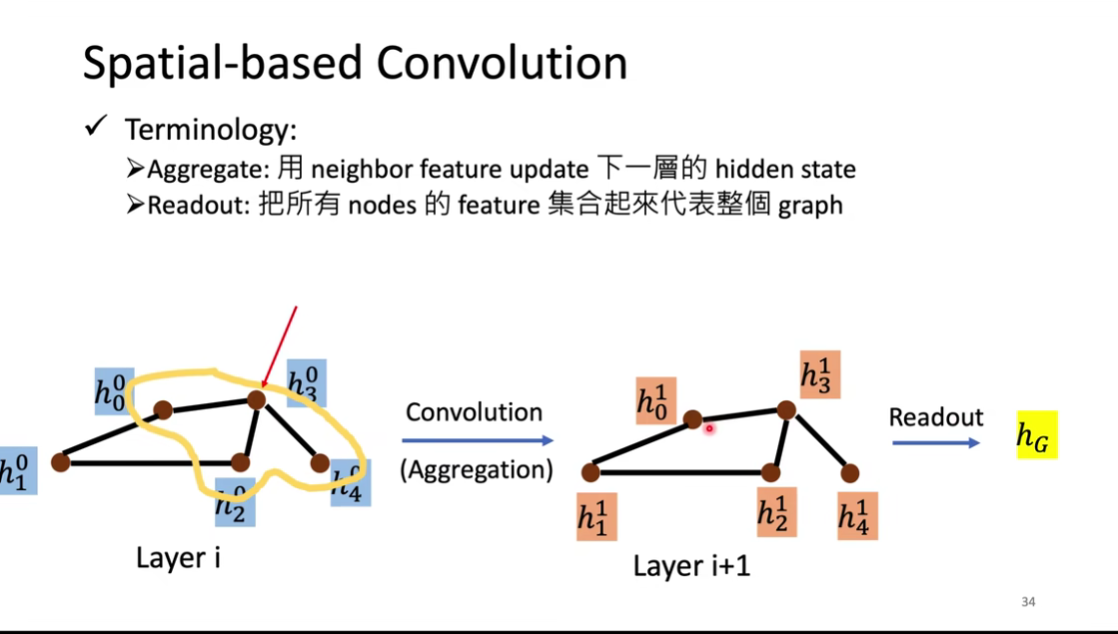 Spatial-based Convolution
✓ Terminology:
➢Aggregate: 用 neighbor feature update 下一層的 hidden state
➢Readout: 把所有 nodes 的 feature 集合起來代表整個 graph
h_0^0
h_3^0
h_1^0
h_2^0
h_4^0
Layer i
Convolution
(Aggregation)
h_0^1
h_3^1
h_1^1
h_2^1
h_4^1
Layer i+1
Readout
h_G
34